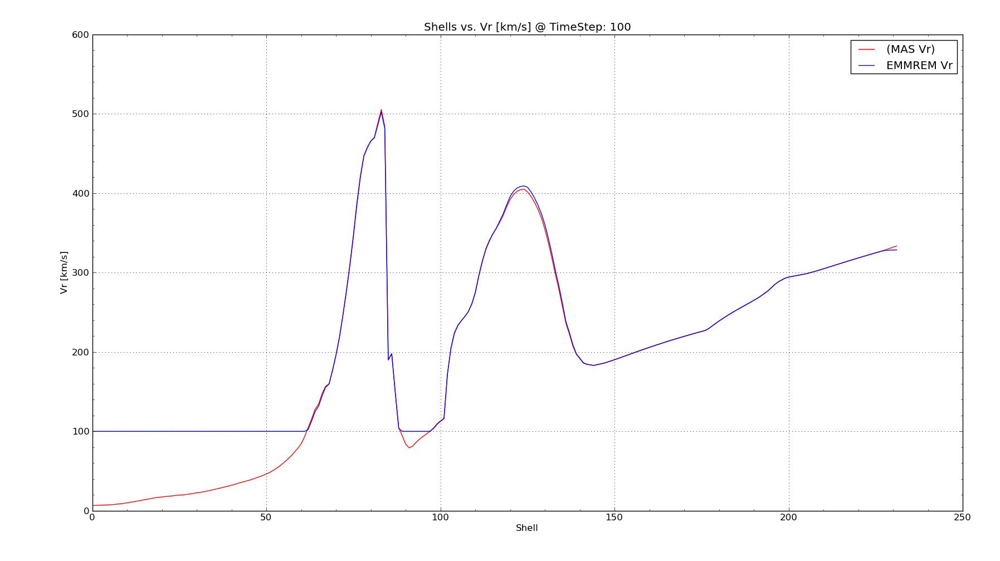 Shells vs. Vr [km/s] @ TimeStep: 100
600
500
400
300
200
100
0
Vr [km/s]
(MAS Vr)
EMMREM Vr
0 50 100 150 200 250
Shell